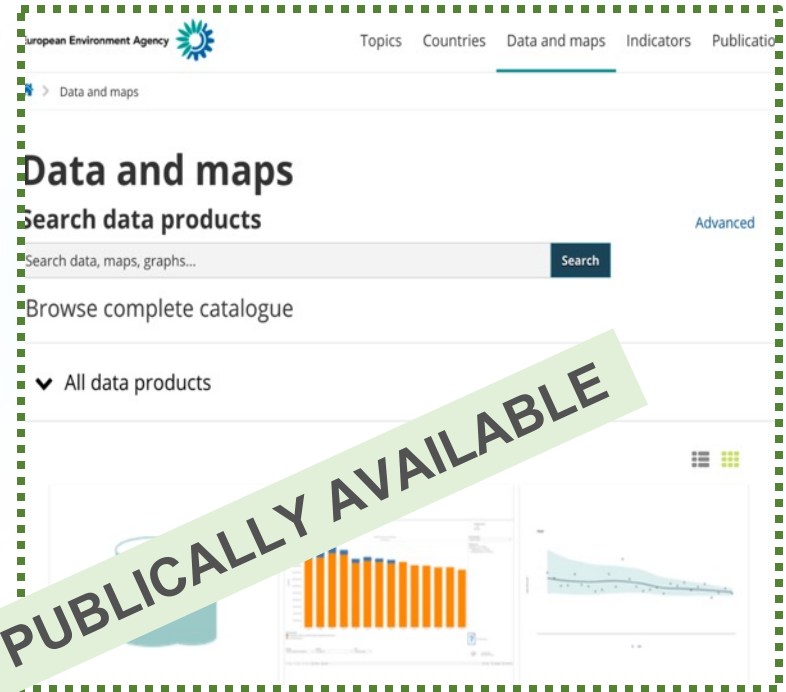 European Environment Agency
Topics Countries Data and maps Indicators Publicatio
> Data and maps
Data and maps
Search data products
Advanced
Search data, maps, graphs...
Search
Browse complete catalogue
All data products
PUBLICALLY AVAILABLE
?